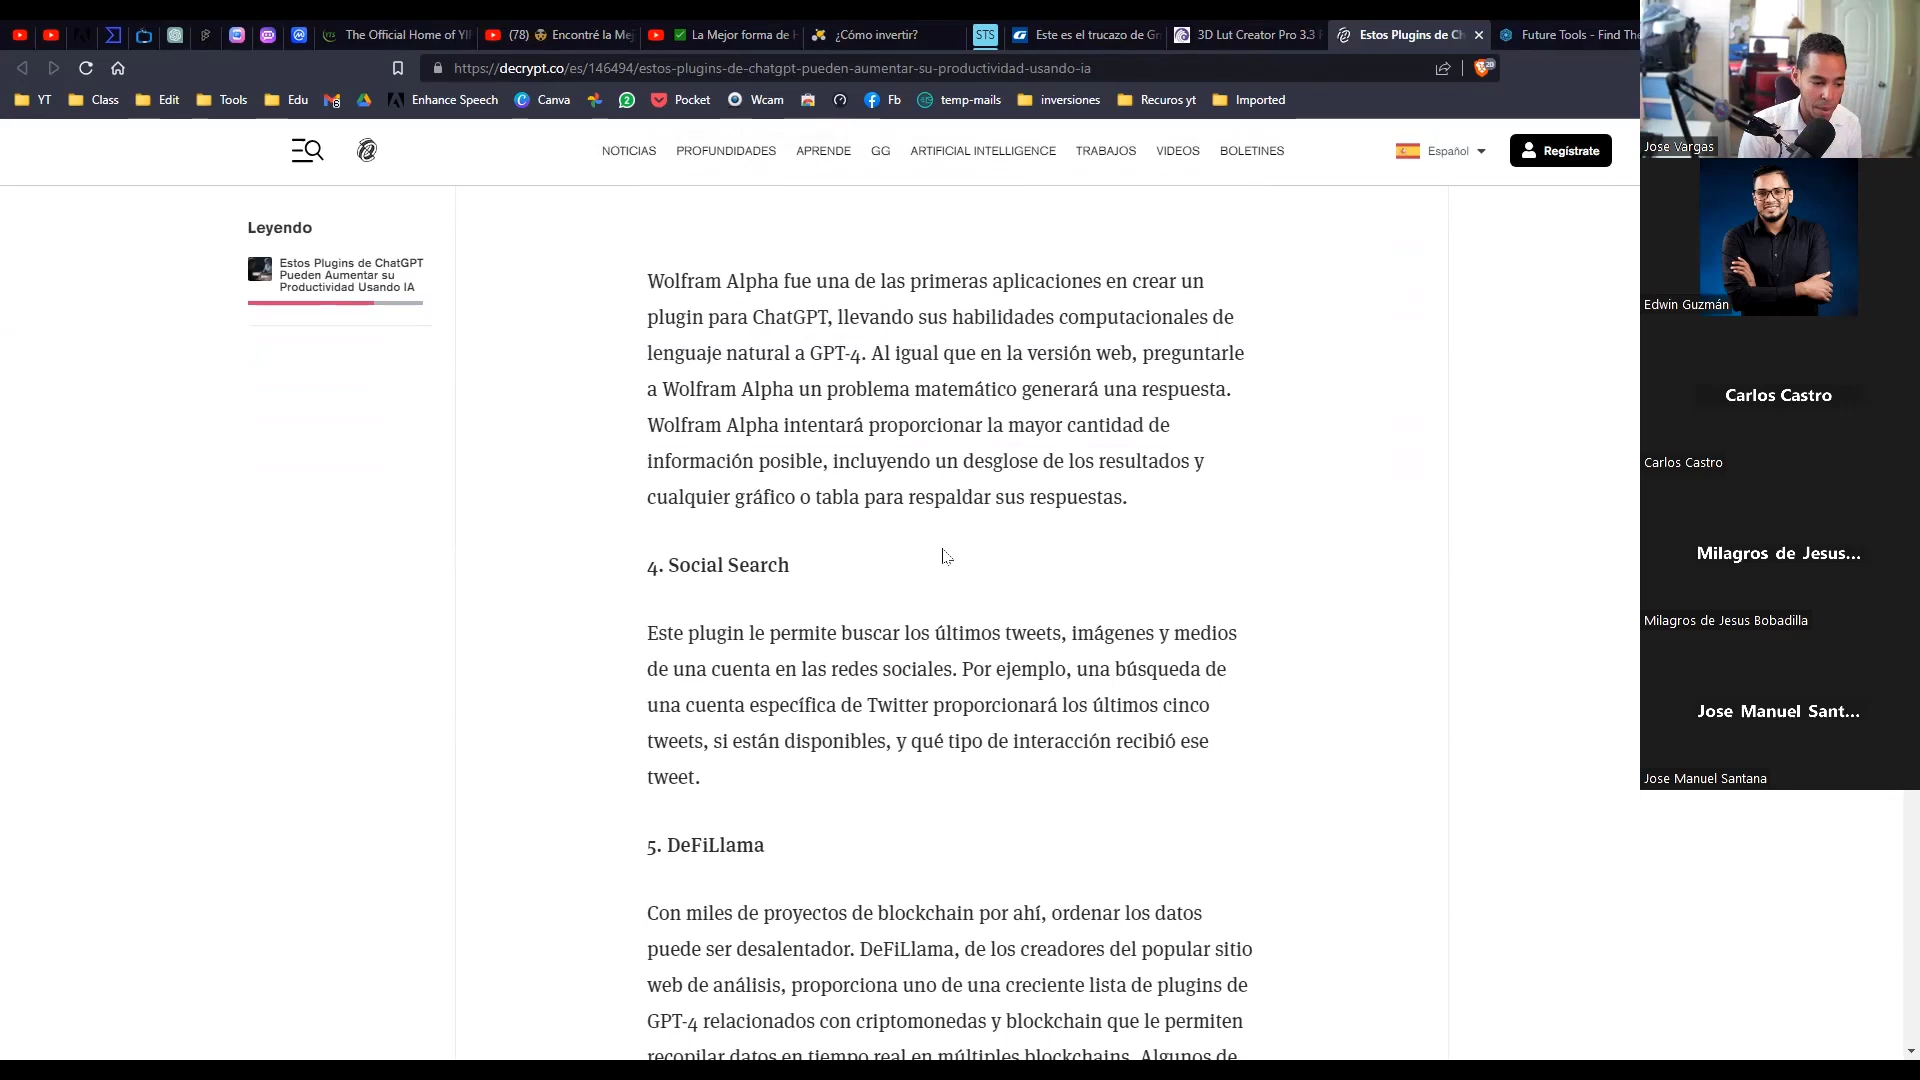 The Official Home of YI
(78) 🤯 Encontré la Me
✅ La Mejor forma de
¿Cómo invertir?
STS
Este es el trucazo de Gr
3D Lut Creator Pro 3.3
Estos Plugins de Ch
Future Tools - Find The
https://decrypt.co/es/146494/estos-plugins-de-chatgpt-pueden-aumentar-su-productividad-usando-ia
YT
Class
Edit
Tools
Edu
Enhance Speech
Canva
Pocket
Wcam
Fb
temp-mails
inversiones
Recuros yt
Imported
NOTICIAS
PROFUNDIDADES
APRENDE
GG
ARTIFICIAL INTELLIGENCE
TRABAJOS
VIDEOS
BOLETINES
Español
Regístrate
Leyendo
Estos Plugins de ChatGPT
Pueden Aumentar su
Productividad Usando IA
Wolfram Alpha fue una de las primeras aplicaciones en crear un
plugin para ChatGPT, llevando sus habilidades computacionales de
lenguaje natural a GPT-4. Al igual que en la versión web, preguntarle
a Wolfram Alpha un problema matemático generará una respuesta.
Wolfram Alpha intentará proporcionar la mayor cantidad de
información posible, incluyendo un desglose de los resultados y
cualquier gráfico o tabla para respaldar sus respuestas.
4. Social Search
Este plugin le permite buscar los últimos tweets, imágenes y medios
de una cuenta en las redes sociales. Por ejemplo, una búsqueda de
una cuenta específica de Twitter proporcionará los últimos cinco
tweets, si están disponibles, y qué tipo de interacción recibió ese
tweet.
5. DeFiLlama
Con miles de proyectos de blockchain por ahí, ordenar los datos
puede ser desalentador. DeFiLlama, de los creadores del popular sitio
web de análisis, proporciona uno de una creciente lista de plugins de
GPT-4 relacionados con criptomonedas y blockchain que le permiten
recopilar datos en tiempo real en múltiples blockchains. Algunos de
Jose Vargas
Edwin Guzmán
Carlos Castro
Carlos Castro
Milagros de Jesus...
Milagros de Jesus Bobadilla
Jose Manuel Sant...
Jose Manuel Santana